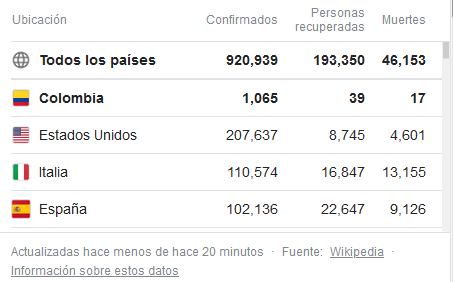 Ubicación Confirmados Personas recuperadas Muertes
Todos los países 920,939 193,350 46,153
Colombia 1,065 39 17
Estados Unidos 207,637 8,745 4,601
Italia 110,574 16,847 13,155
España 102,136 22,647 9,126
Actualizadas hace menos de hace 20 minutos · Fuente: Wikipedia ·
Información sobre estos datos